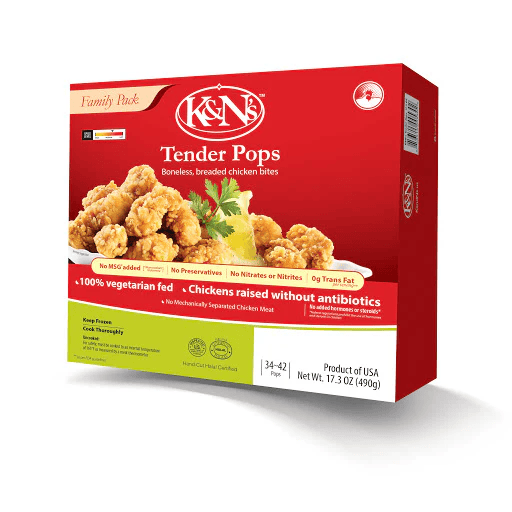 Family Pack
K&N's™
Tender Pops
Boneless, breaded chicken bites
No MSG added
No Preservatives
No Nitrates or Nitrites
0g Trans Fat
100% vegetarian fed
Chickens raised without antibiotics
No added hormones or steroids*
No Mechanically Separated Chicken Meat
Keep Frozen
Cook Thoroughly
Uncooked:
Hand Cut Halal Certified
34-42
Pops
Product of USA
Net Wt. 17.3 OZ (490g)
K&N's